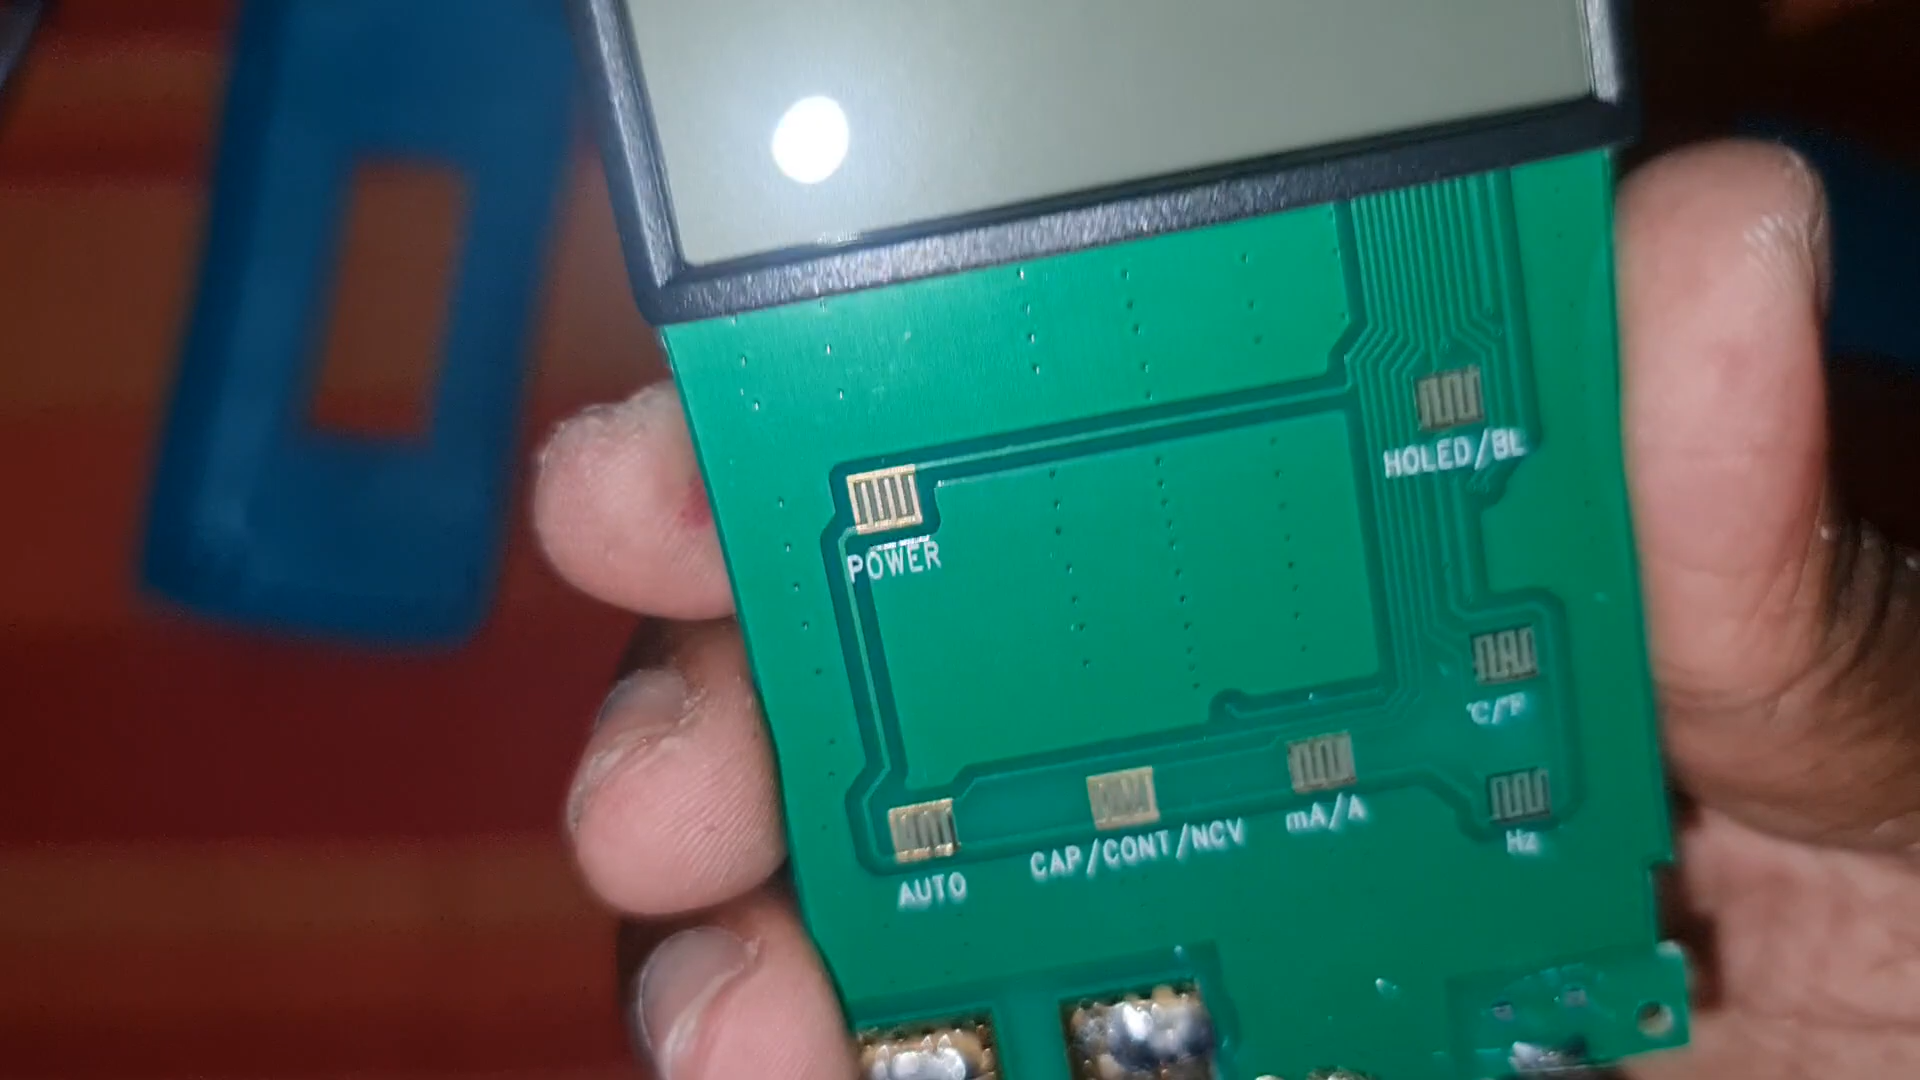 HOLED/BL
POWER
℃/℉
mA/A
CAP/CONT/NCV
Hz
AUTO